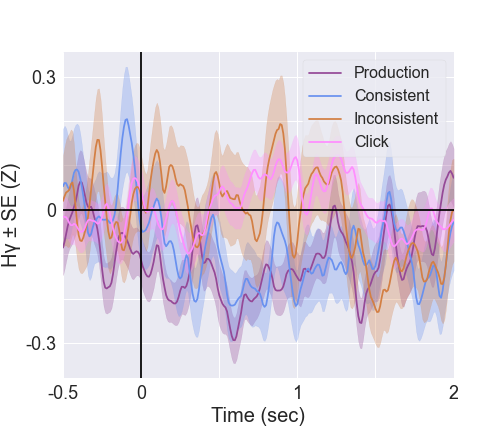 Production
Consistent
Inconsistent
Click
Hγ ± SE (Z)
0.3
0
-0.3
-0.5
0
1
2
Time (sec)